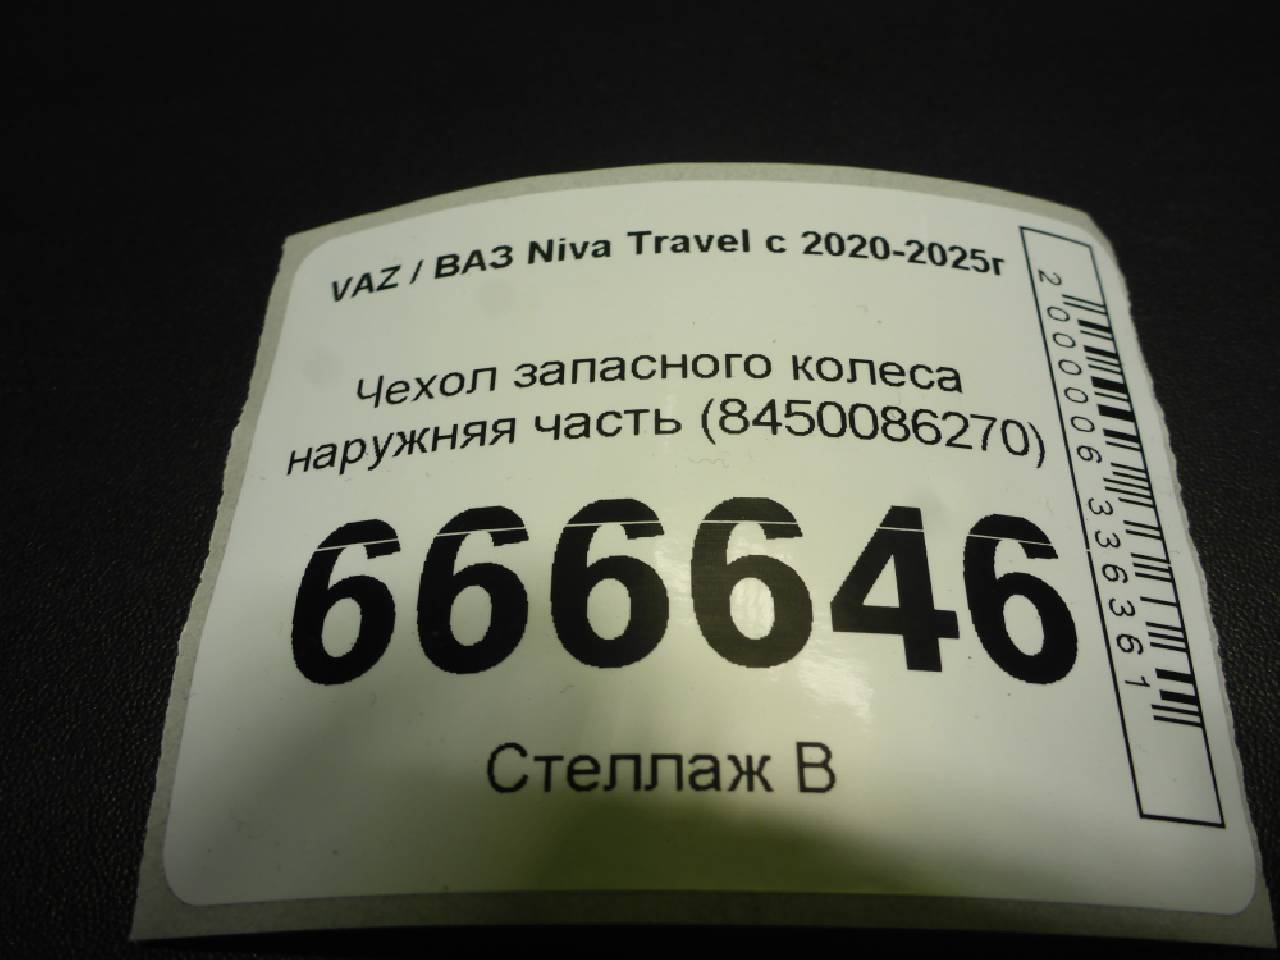 VAZ / ВАЗ Niva Travel с 2020-2025г
Чехол запасного колеса
наружняя часть (8450086270)
666646
Стеллаж В
2000006336361